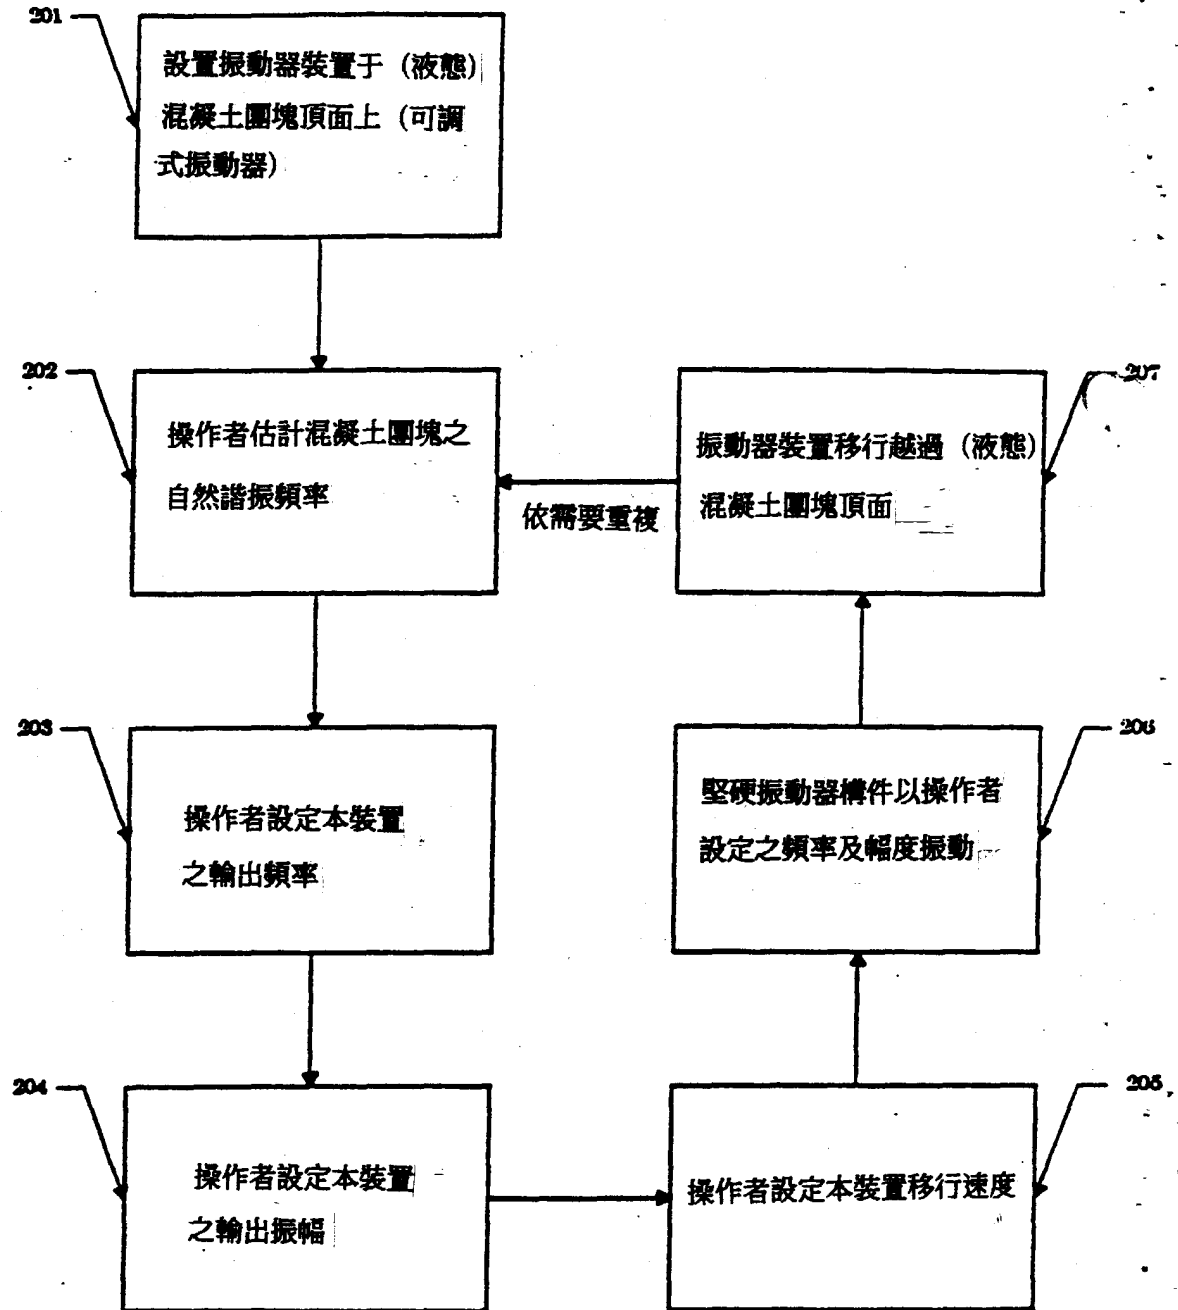 201
設置振動器裝置于（液態）
混凝土團塊頂面上（可調
式振動器）
202
操作者估計混凝土團塊之
自然諧振頻率
203
操作者設定本裝置
之輸出頻率
204
操作者設定本裝置
之輸出振幅
205
操作者設定本裝置移行速度
206
堅硬振動器構件以操作者
設定之頻率及幅度振動
207
振動器裝置移行越過（液態）
混凝土團塊頂面
依需要重複